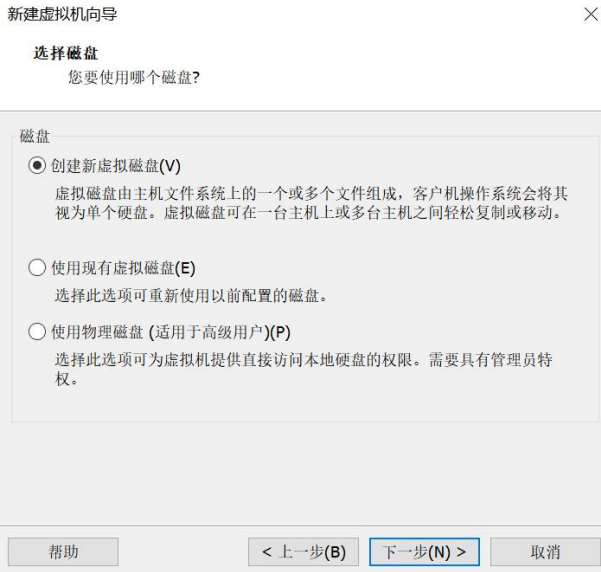 新建虚拟机向导
选择磁盘
您要使用哪个磁盘?
磁盘
创建新虚拟磁盘(V)
虚拟磁盘由主机文件系统上的一个或多个文件组成，客户机操作系统会将其
视为单个硬盘。虚拟磁盘可在一台主机上或多台主机之间轻松复制或移动。
使用现有虚拟磁盘(E)
选择此选项可重新使用以前配置的磁盘。
使用物理磁盘 (适用于高级用户)(P)
选择此选项可为虚拟机提供直接访问本地硬盘的权限。需要具有管理员特
权。
帮助
< 上一步(B)
下一步(N) >
取消